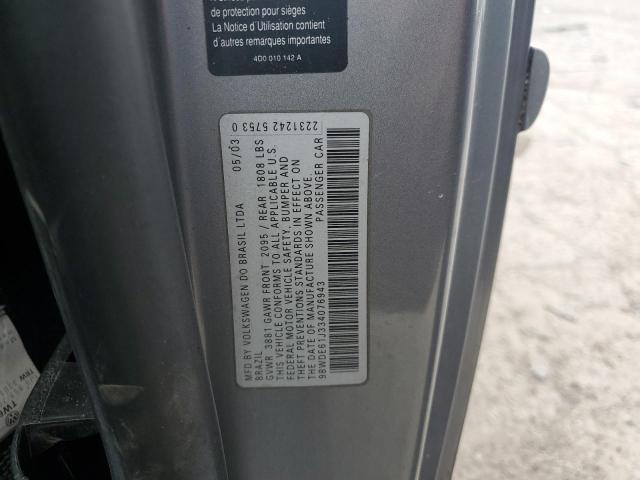 de protection pour sièges
La Notice d'Utilisation contient
d'autres remarques importantes
4D0 010 142 A
MFD BY VOLKSWAGEN DO BRASIL LTDA 05/03 2231242 5753 0
BRAZIL
GVWR 3881 GAWR FRONT 2095 / REAR 1808 LBS
THIS VEHICLE CONFORMS TO ALL APPLICABLE U.S.
FEDERAL MOTOR VEHICLE SAFETY, BUMPER AND
THEFT PREVENTIONS STANDARDS IN EFFECT ON
THE DATE OF MANUFACTURE SHOWN ABOVE.
9BWDE61J334076943 PASSENGER CAR